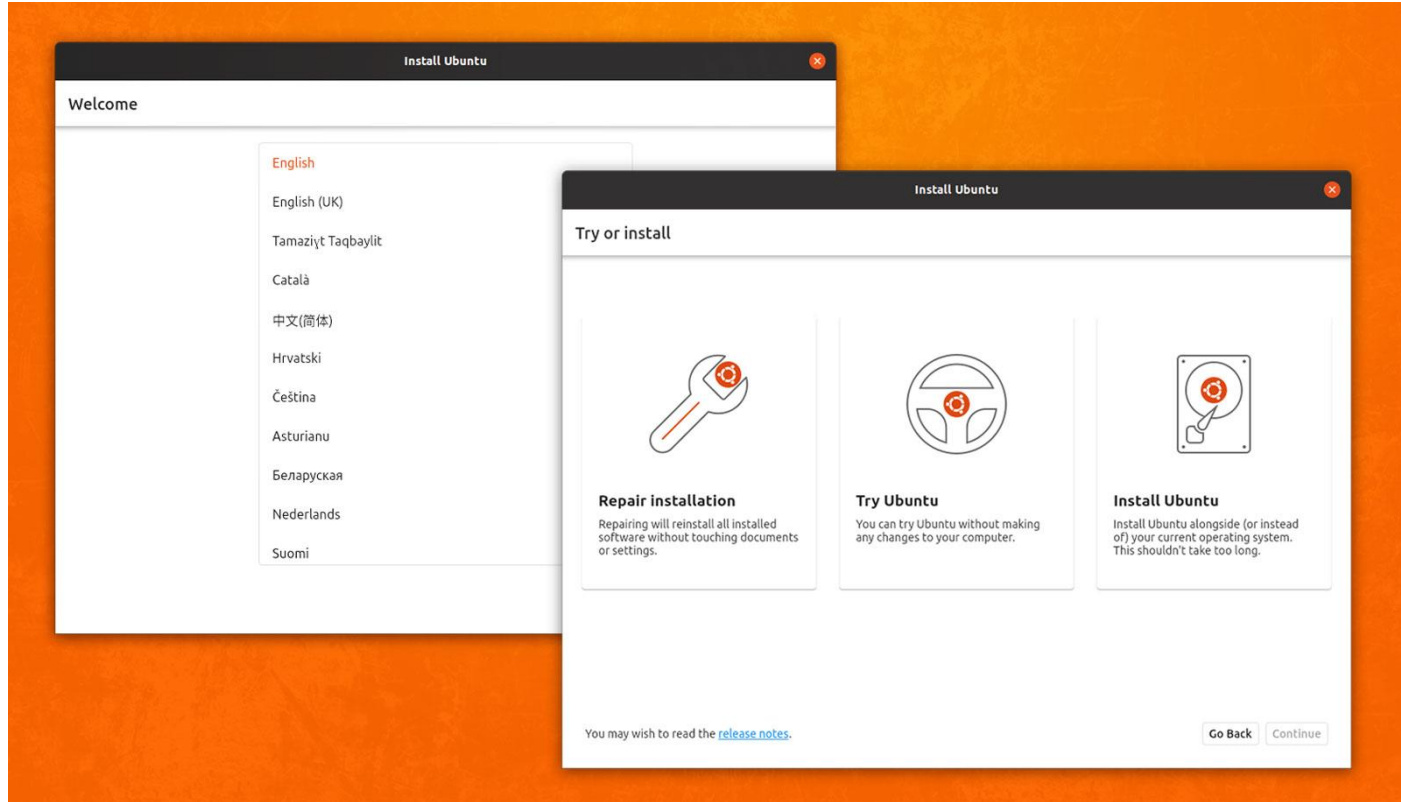 Install Ubuntu
Welcome
English
English (UK)
Tamaziɣt Taqbaylit
Català
中文(简体)
Hrvatski
Čeština
Asturianu
Беларуская
Nederlands
Suomi
Install Ubuntu
Try or install
Repair installation
Repairing will reinstall all installed
software without touching documents
or settings.
Try Ubuntu
You can try Ubuntu without making
any changes to your computer.
Install Ubuntu
Install Ubuntu alongside (or instead
of) your current operating system.
This shouldn't take too long.
You may wish to read the release notes.
Go Back
Continue